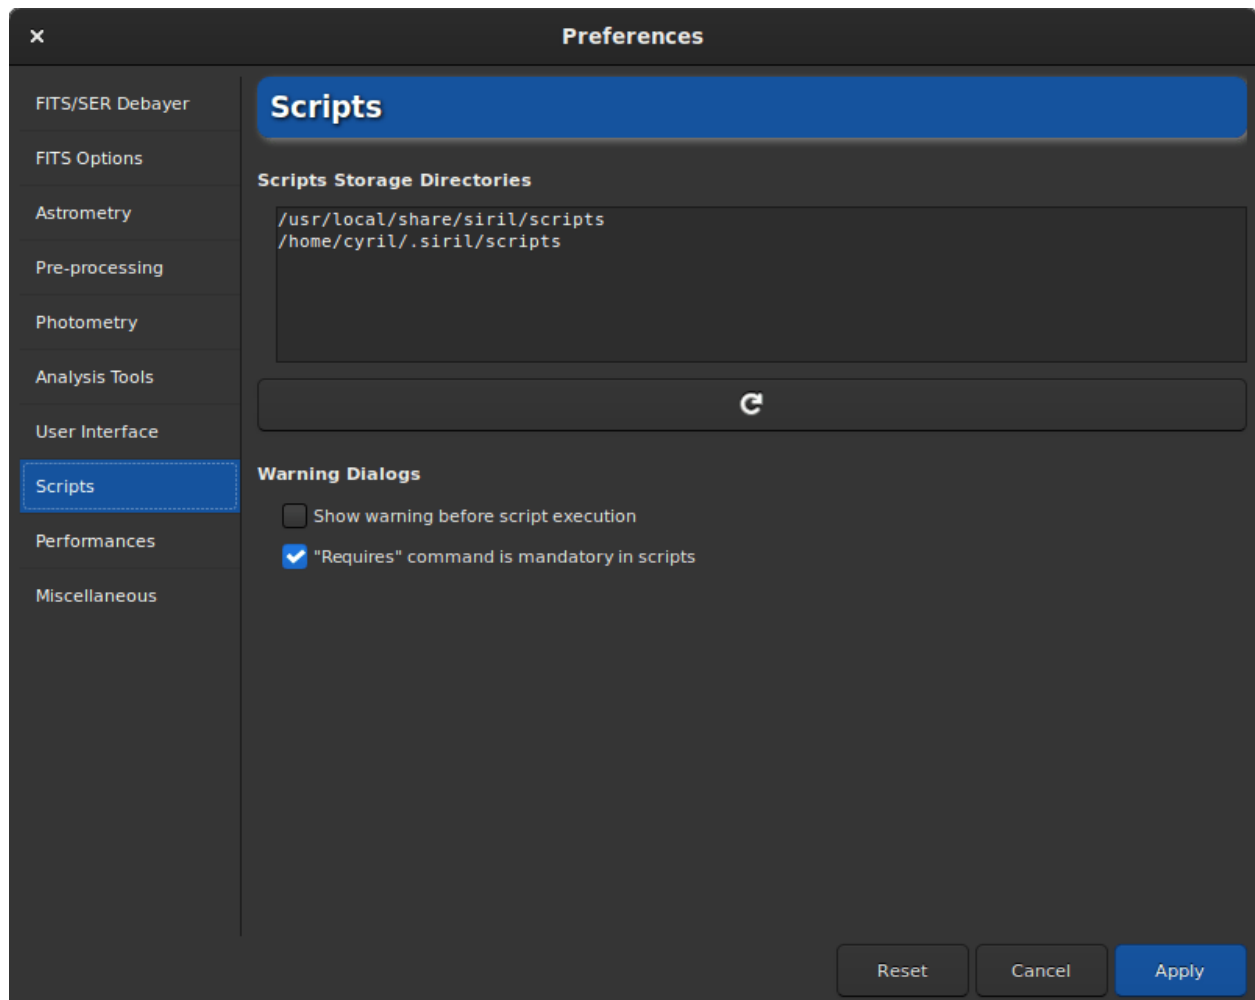 Preferences
FITS/SER Debayer
FITS Options
Astrometry
Pre-processing
Photometry
Analysis Tools
User Interface
Scripts
Performances
Miscellaneous
Scripts
Scripts Storage Directories
/usr/local/share/siril/scripts
/home/cyril/.siril/scripts
Warning Dialogs
Show warning before script execution
"Requires" command is mandatory in scripts
Reset
Cancel
Apply